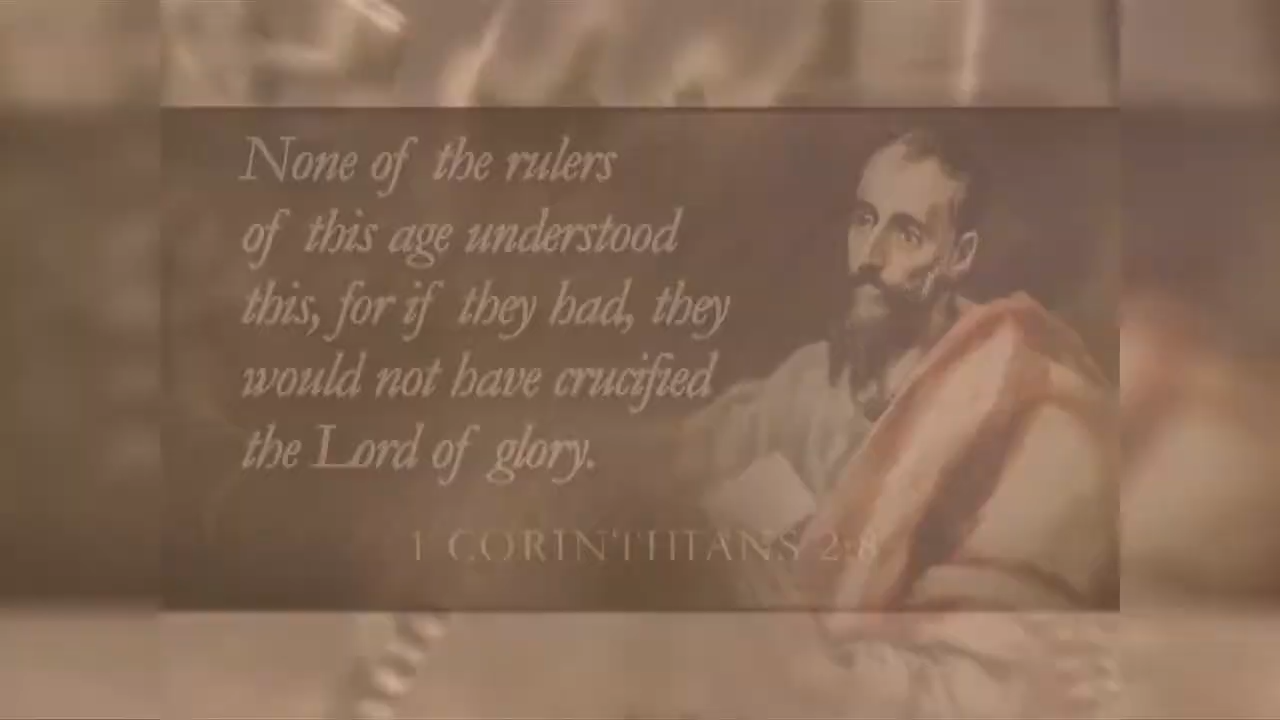 None of the rulers
of this age understood
this, for if they had, they
would not have crucified
the Lord of glory.
1 CORINTHIANS 2:8